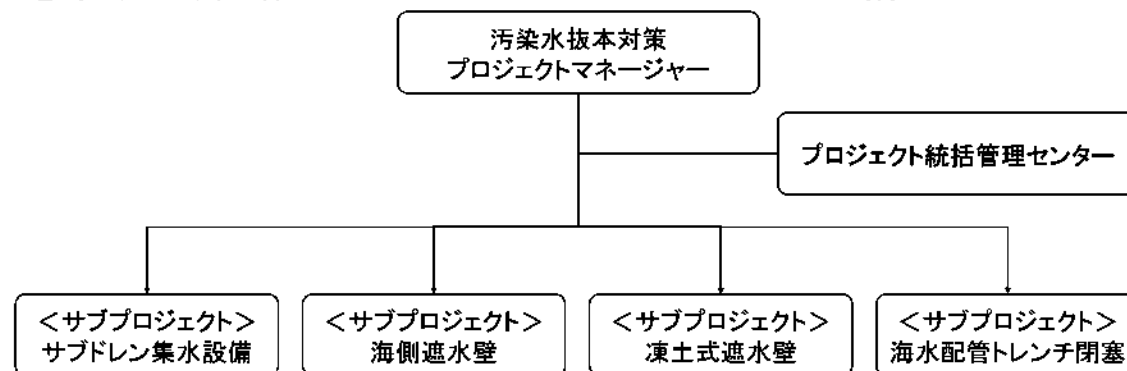 汚染水抜本対策
プロジェクトマネージャー
プロジェクト統括管理センター
＜サブプロジェクト＞
サブドレン集水設備
＜サブプロジェクト＞
海側遮水壁
＜サブプロジェクト＞
凍土式遮水壁
＜サブプロジェクト＞
海水配管トレンチ閉塞